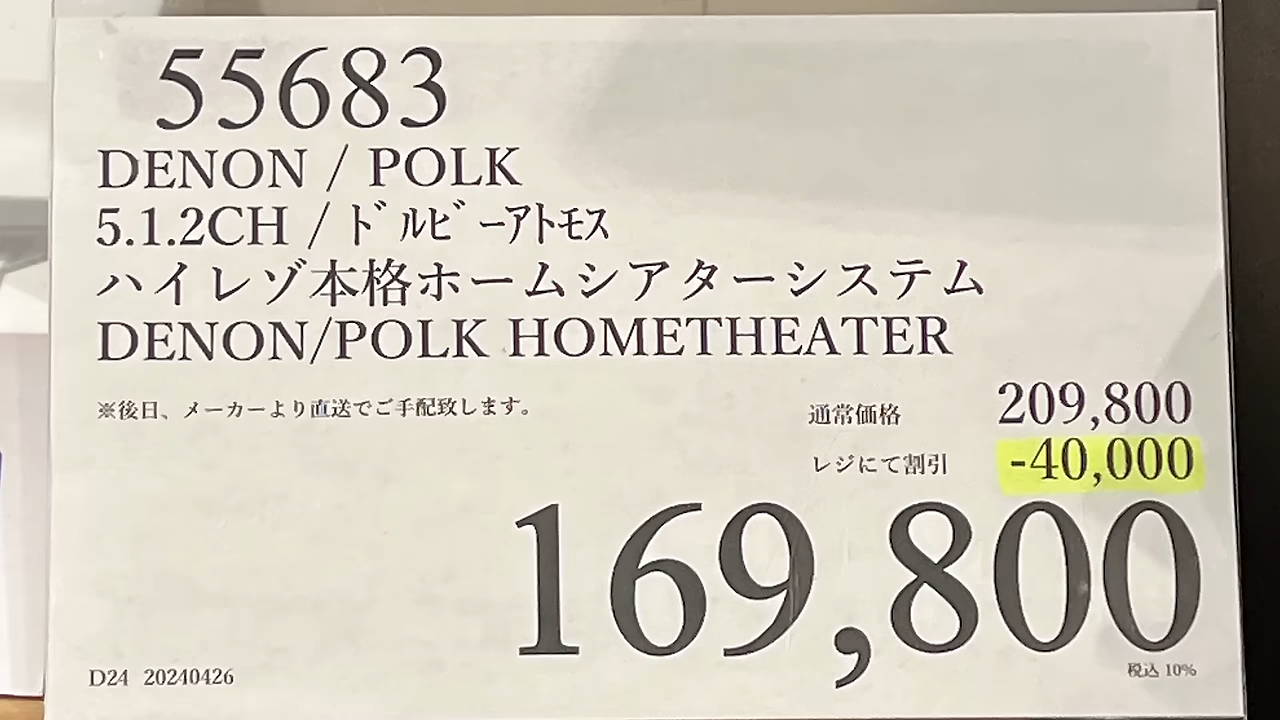 55683
DENON / POLK
5.1.2CH / ﾄﾞﾙﾋﾞｰアトモス
ハイレゾ本格ホームシアターシステム
DENON/POLK HOMETHEATER
※後日、メーカーより直送でご手配致します。
通常価格 209,800
レジにて割引 -40,000
169,800
税込 10%
D24 20240426